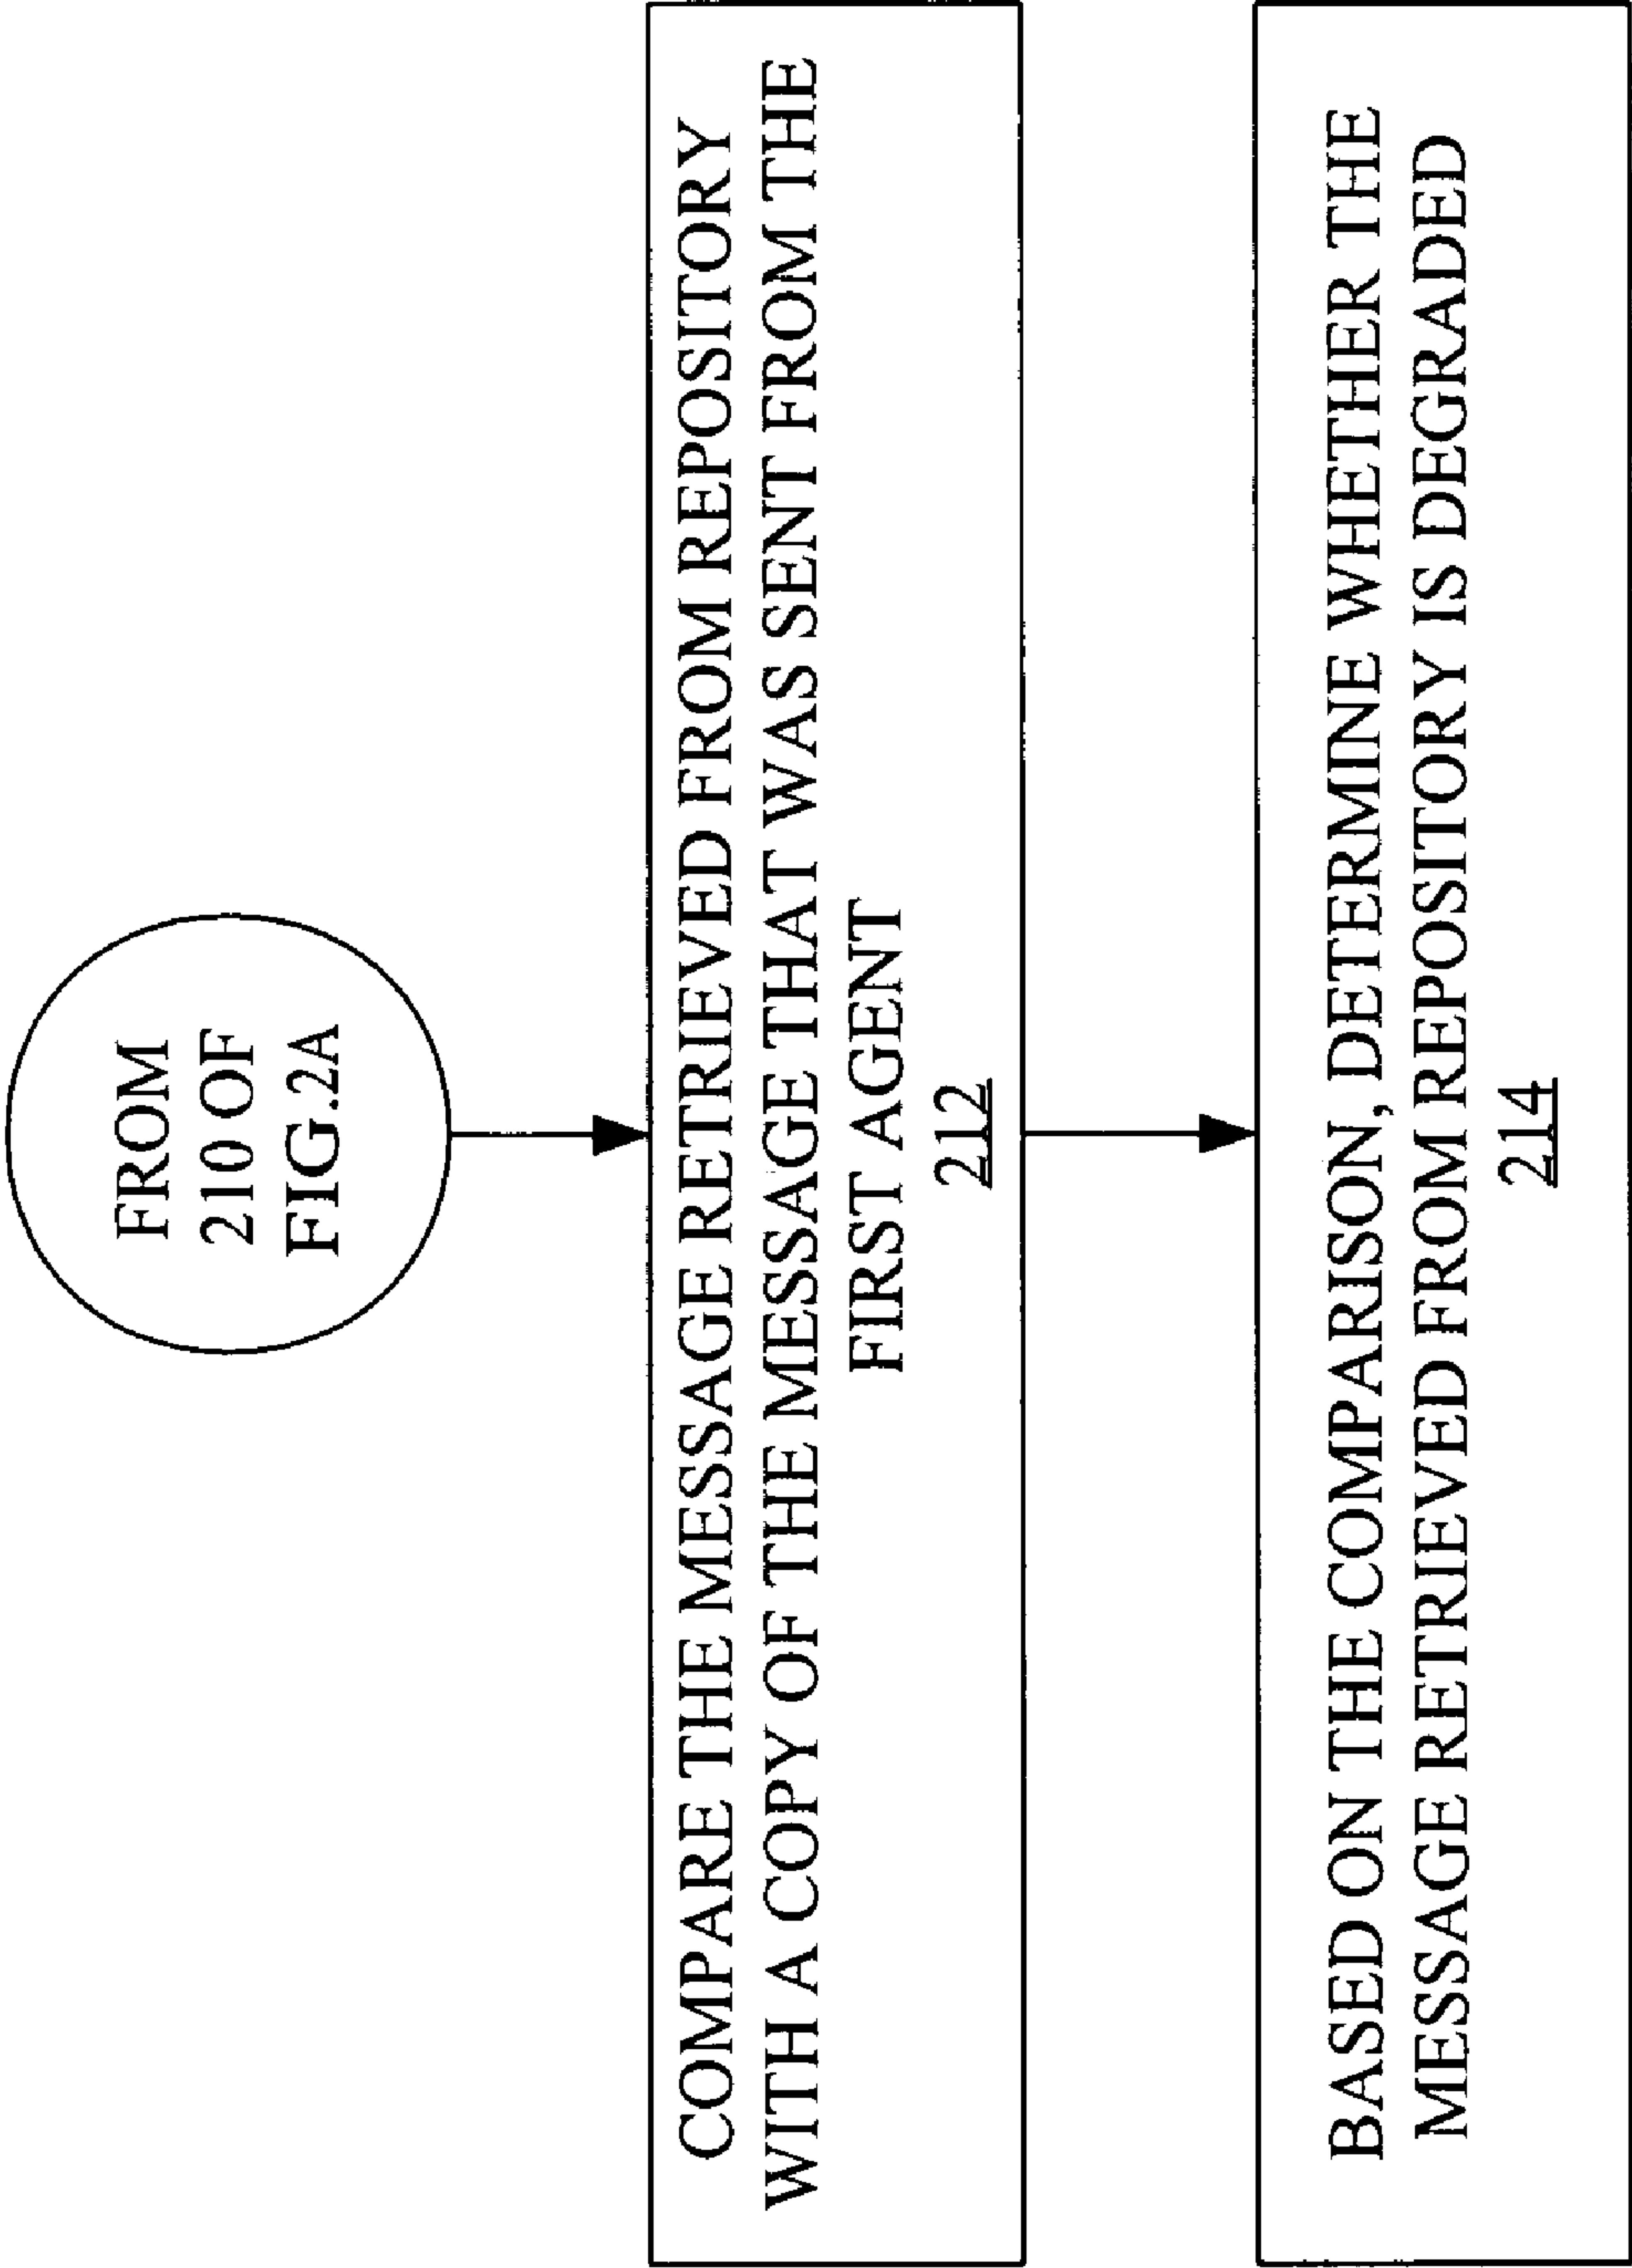 FROM
210 OF
FIG.2A
COMPARE THE MESSAGE RETRIEVED FROM REPOSITORY
WITH A COPY OF THE MESSAGE THAT WAS SENT FROM THE
FIRST AGENT
212
BASED ON THE COMPARISON, DETERMINE WHETHER THE
MESSAGE RETRIEVED FROM REPOSITORY IS DEGRADED
214